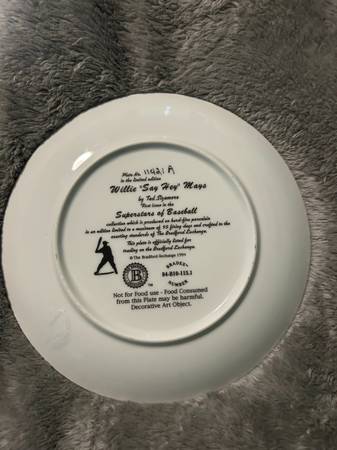 Plate No. 11921 A
in the limited edition
Willie 'Say Hey' Mays
by Tad Sizemore
First issue in the
Superstars of Baseball
collection which is produced on hard-fire porcelain
in an edition limited to a maximum of 95 firing days and crafted to the
exacting standards of The Bradford Exchange.
This plate is officially listed for
trading on the Bradford Exchange.
© The Bradford Exchange 1994
B
TM
BRADEX
84-B10-115.1
NUMBER
Not for Food use - Food Consumed
from this Plate may be harmful.
Decorative Art Object.